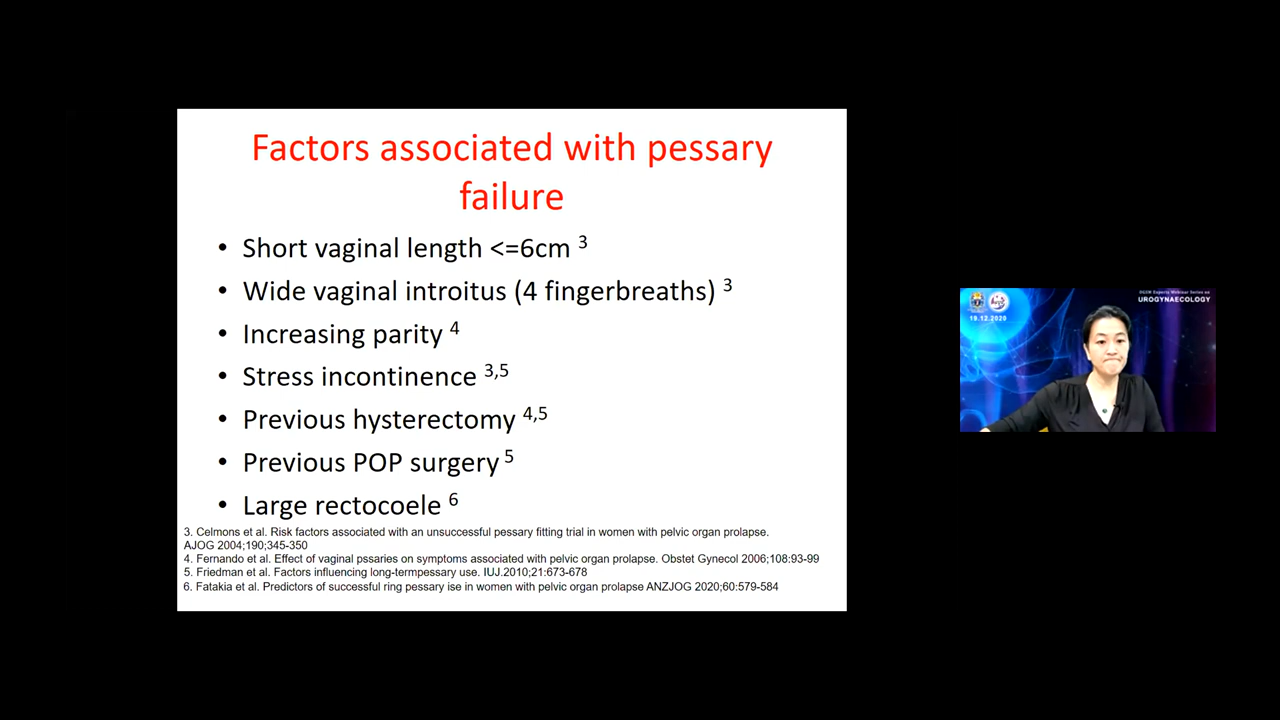 Factors associated with pessary
failure
• Short vaginal length <=6cm 3
• Wide vaginal introitus (4 fingerbreaths) 3
• Increasing parity 4
• Stress incontinence 3,5
• Previous hysterectomy 4,5
• Previous POP surgery 5
• Large rectocoele 6
3. Celmons et al. Risk factors associated with an unsuccessful pessary fitting trial in women with pelvic organ prolapse.
AJOG 2004;190;345-350
4. Fernando et al. Effect of vaginal pssaries on symptoms associated with pelvic organ prolapse. Obstet Gynecol 2006;108:93-99
5. Friedman et al. Factors influencing long-termpessary use. IUJ.2010;21:673-678
6. Fatakia et al. Predictors of successful ring pessary ise in women with pelvic organ prolapse ANZJOG 2020;60:579-584
Experts Webinar Series on
UROGYNAECOLOGY
19.12.2020